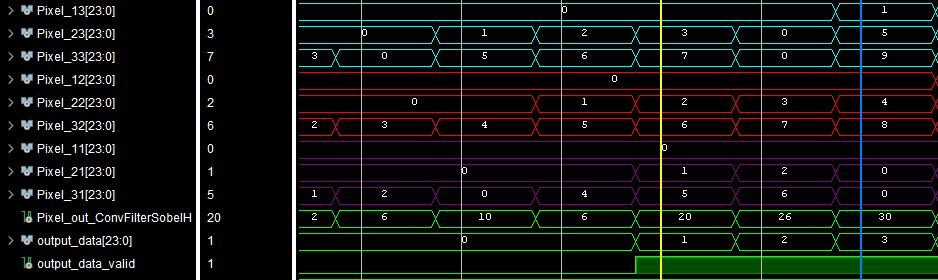 Pixel_13[23:0] 0 0 1
Pixel_23[23:0] 3 0 1 2 3 0 5
Pixel_33[23:0] 7 3 0 5 6 7 0 9
Pixel_12[23:0] 0 0
Pixel_22[23:0] 2 0 1 2 3 4
Pixel_32[23:0] 6 2 3 4 5 6 7 8
Pixel_11[23:0] 0 0
Pixel_21[23:0] 1 0 1 2 0
Pixel_31[23:0] 5 1 2 0 4 5 6 0
Pixel_out_ConvFilterSobelH 20 2 6 10 6 20 26 30
output_data[23:0] 1 0 1 2 3
output_data_valid 1